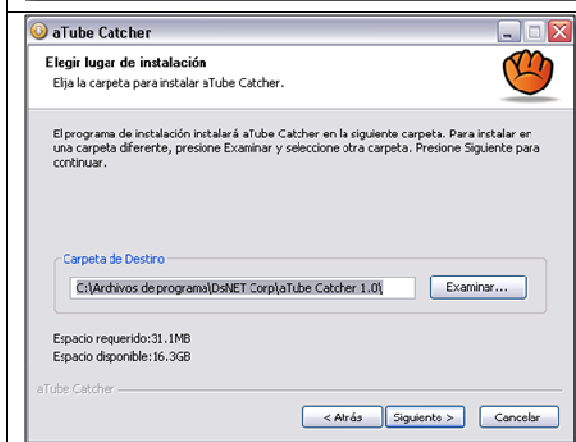 aTube Catcher
Elegir lugar de instalación
Elija la carpeta para instalar aTube Catcher.
El programa de instalación instalará aTube Catcher en la siguiente carpeta. Para instalar en
una carpeta diferente, presione Examinar y seleccione otra carpeta. Presione Siguiente para
continuar.
Carpeta de Destino
C:\Archivos de programa\DsNET Corp\aTube Catcher 1.0\
Examinar...
Espacio requerido:31.1MB
Espacio disponible:16.3GB
aTube Catcher
< Atrás Siguiente > Cancelar